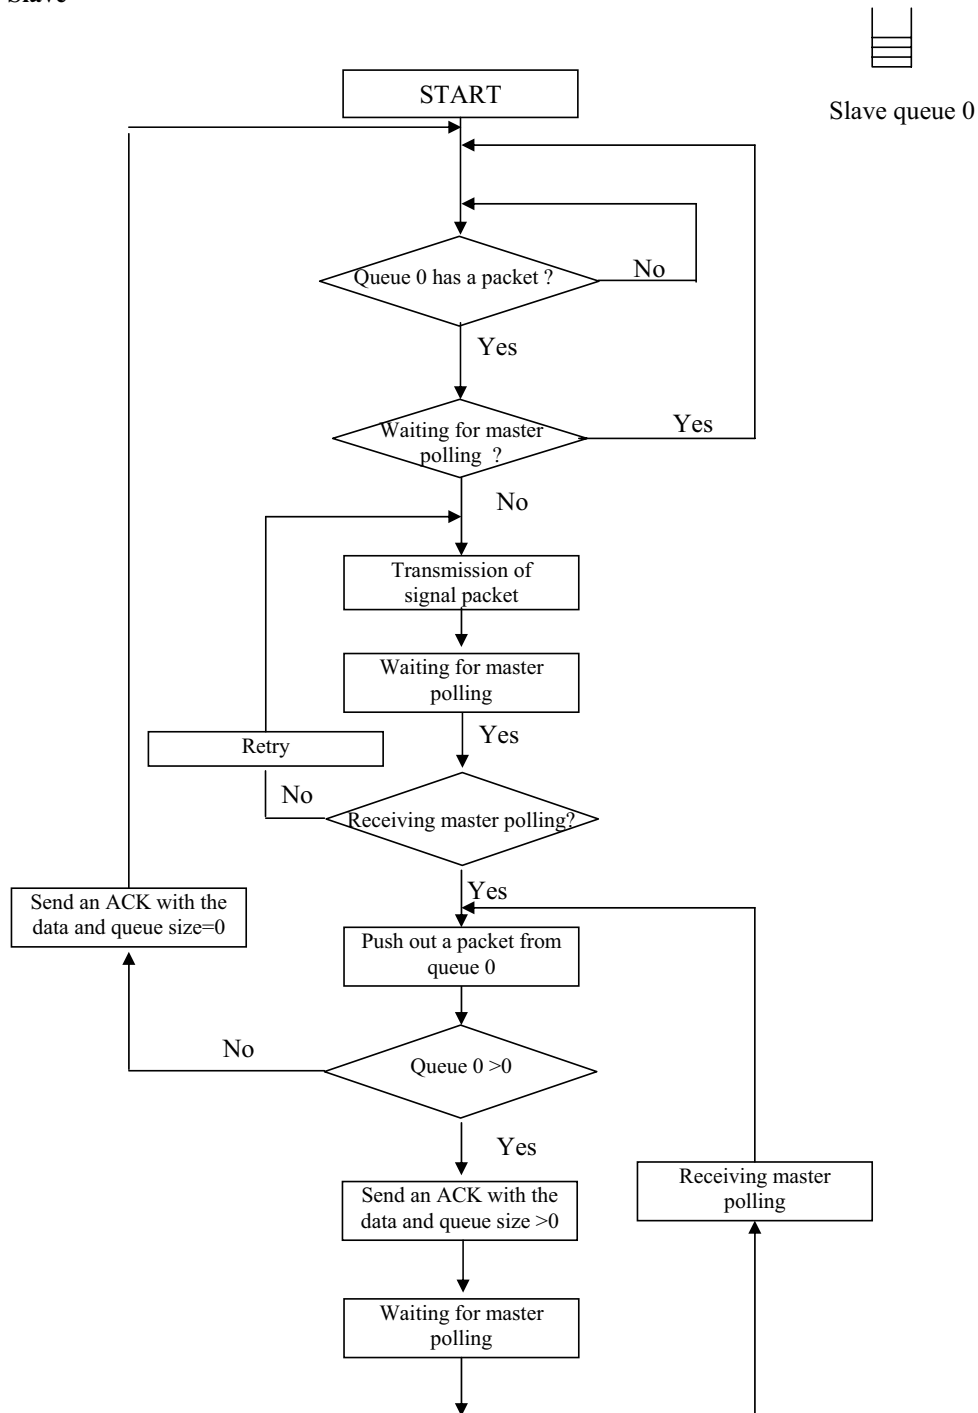 Slave
START
Slave queue 0
Queue 0 has a packet ?
No
Yes
Waiting for master
polling ?
Yes
No
Transmission of
signal packet
Waiting for master
polling
Yes
Retry
No
Receiving master polling?
Yes
Send an ACK with the
data and queue size=0
Push out a packet from
queue 0
No
Queue 0 >0
Yes
Send an ACK with the
data and queue size >0
Receiving master
polling
Waiting for master
polling